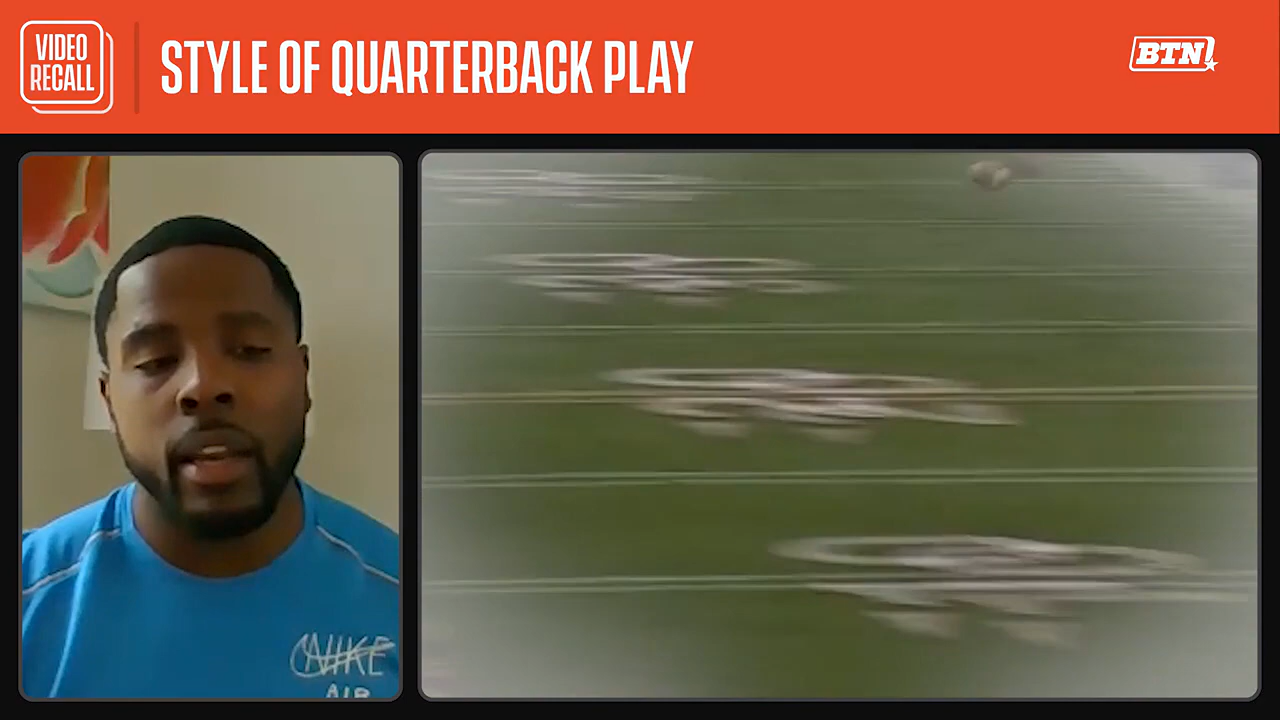 VIDEO
RECALL
STYLE OF QUARTERBACK PLAY
BTN
NIKE
AIR